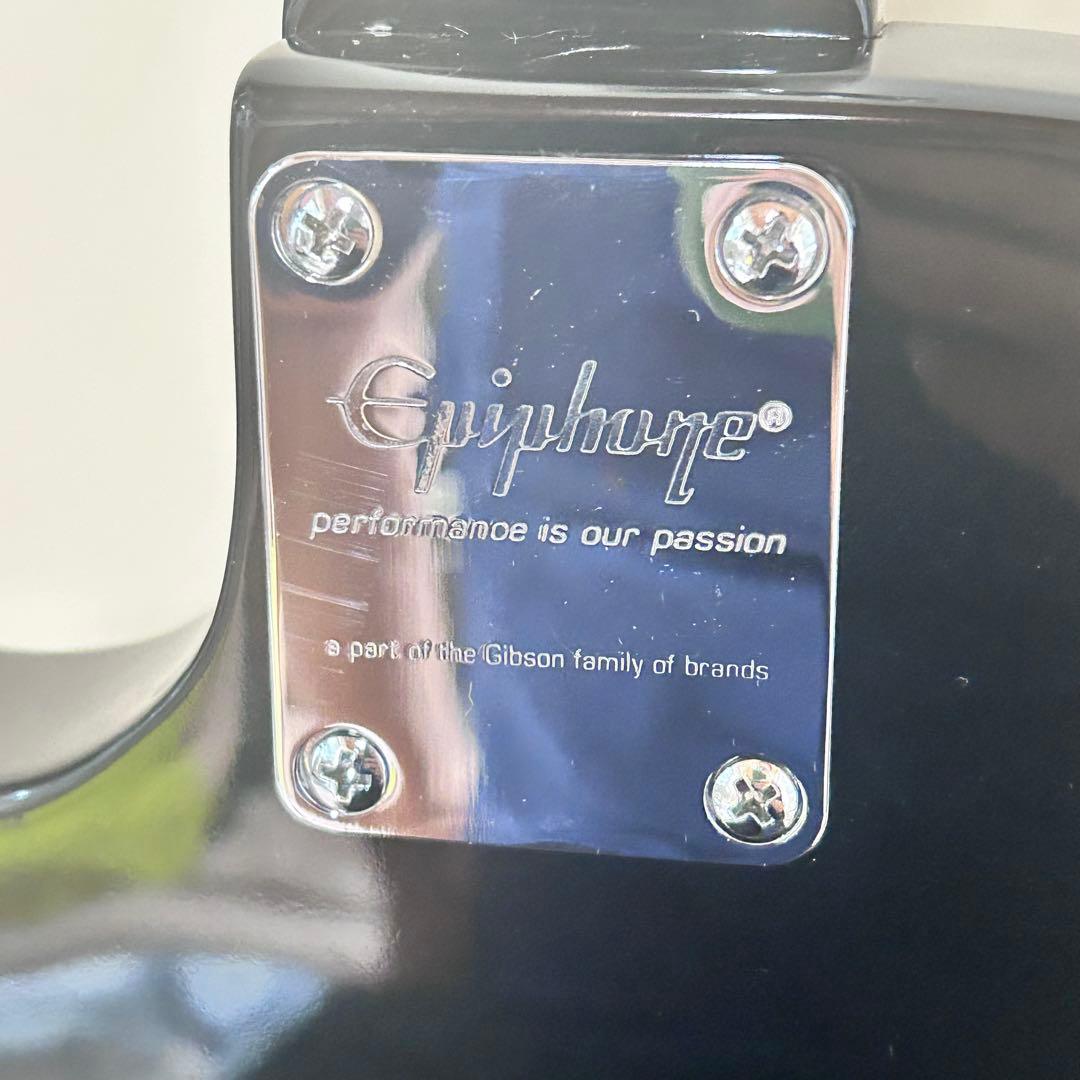 Epiphone®
performance is our passion
a part of the Gibson family of brands